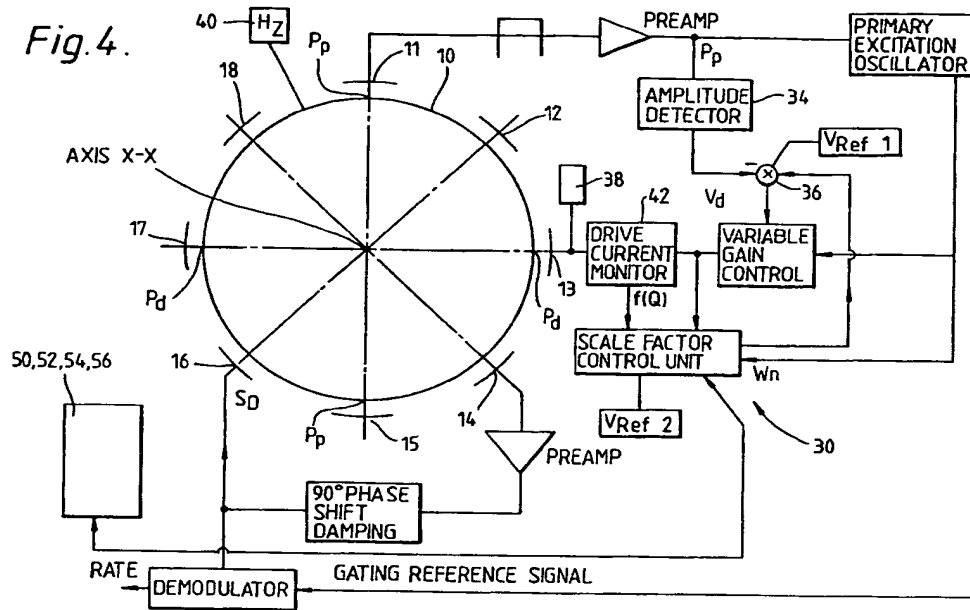 Fig.4.
40
Hz
Pp
11
10
PREAMP
Pp
PRIMARY
EXCITATION
OSCILLATOR
18
12
AMPLITUDE
DETECTOR
34
VRef 1
AXIS X-X
38
Vd
-
x
36
17
42
DRIVE
CURRENT
MONITOR
VARIABLE
GAIN
CONTROL
Pd
13
Pd
f(Q)
SCALE FACTOR
CONTROL UNIT
Wn
50,52,54,56
16
SD
14
Pp
15
VRef 2
30
PREAMP
90° PHASE
SHIFT
DAMPING
RATE
DEMODULATOR
GATING REFERENCE SIGNAL